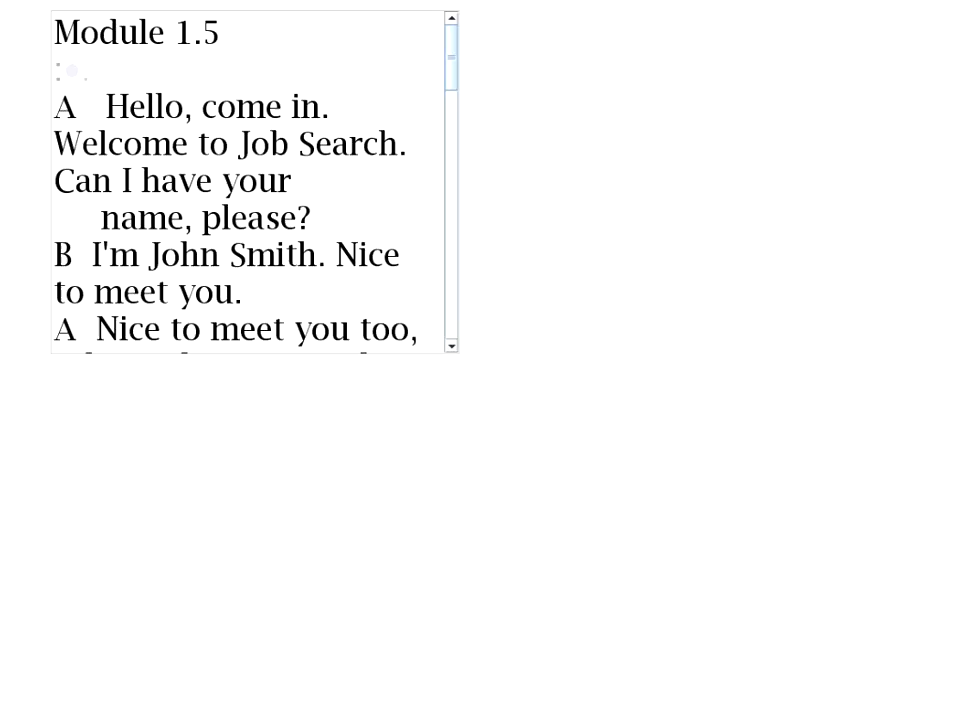 Module 1.5
A Hello, come in.
Welcome to Job Search.
Can I have your
name, please?
B I'm John Smith. Nice
to meet you.
A Nice to meet you too,